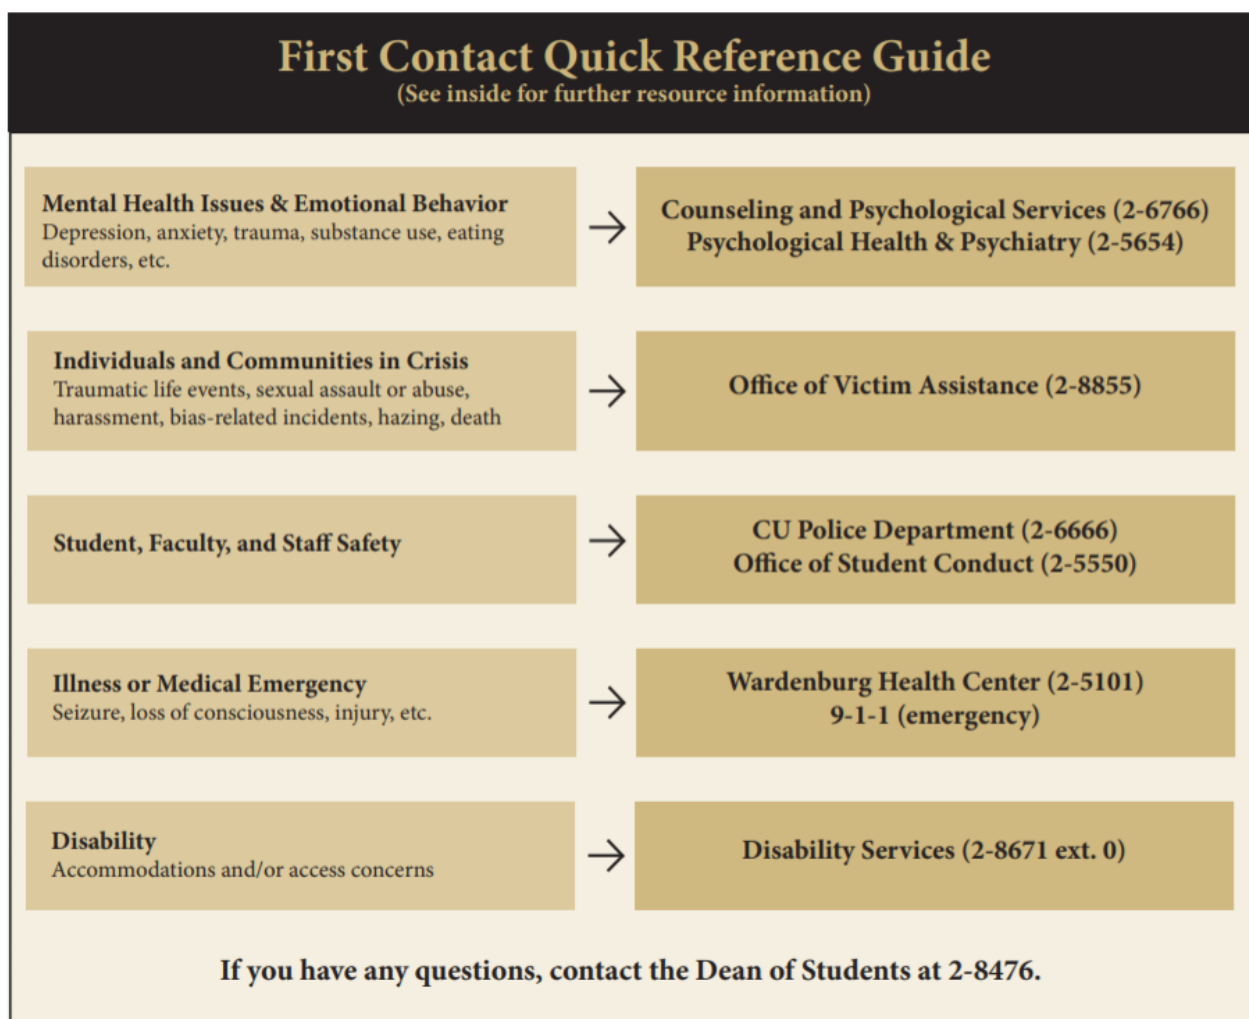 First Contact Quick Reference Guide
(See inside for further resource information)
Mental Health Issues & Emotional Behavior
Depression, anxiety, trauma, substance use, eating
disorders, etc.
→
Counseling and Psychological Services (2-6766)
Psychological Health & Psychiatry (2-5654)
Individuals and Communities in Crisis
Traumatic life events, sexual assault or abuse,
harassment, bias-related incidents, hazing, death
→
Office of Victim Assistance (2-8855)
Student, Faculty, and Staff Safety
→
CU Police Department (2-6666)
Office of Student Conduct (2-5550)
Illness or Medical Emergency
Seizure, loss of consciousness, injury, etc.
→
Wardenburg Health Center (2-5101)
9-1-1 (emergency)
Disability
Accommodations and/or access concerns
→
Disability Services (2-8671 ext. 0)
If you have any questions, contact the Dean of Students at 2-8476.